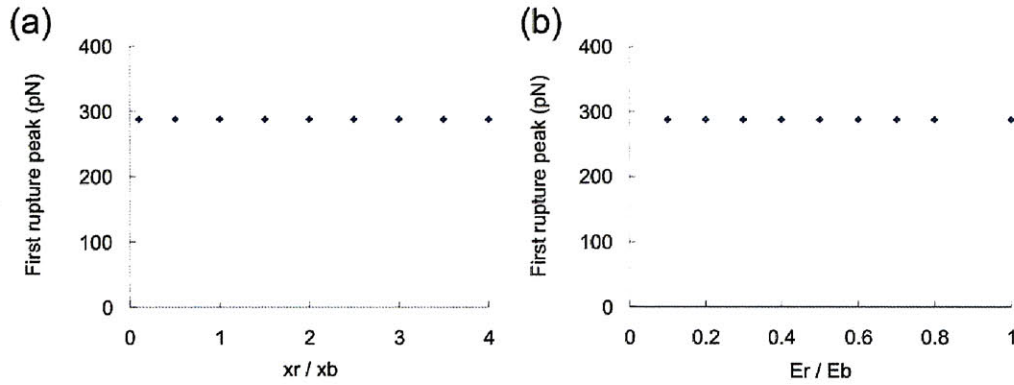 (a)
400
300
200
100
0
First rupture peak (pN)
0 1 2 3 4
xr / xb
(b)
400
300
200
100
0
First rupture peak (pN)
0 0.2 0.4 0.6 0.8 1
Er / Eb